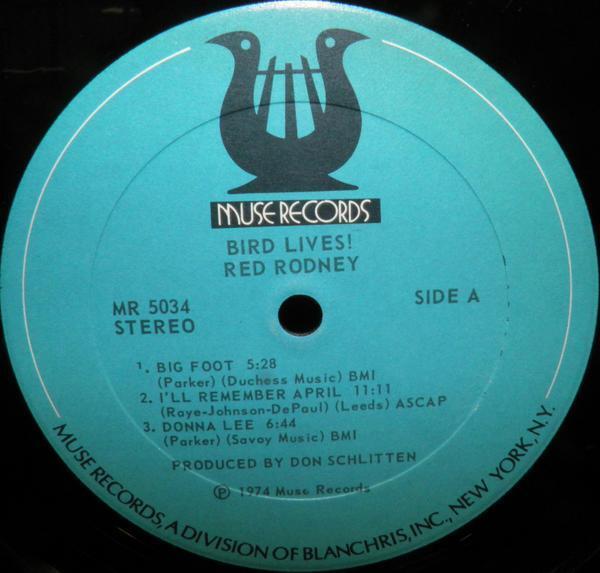 MUSE RECORDS
BIRD LIVES!
RED RODNEY
MR 5034
STEREO
SIDE A
1. BIG FOOT 5:28
(Parker) (Duchess Music) BMI
2. I'LL REMEMBER APRIL 11:11
(Raye-Johnson-DePaul) (Leeds) ASCAP
3. DONNA LEE 6:44
(Parker) (Savoy Music) BMI
PRODUCED BY DON SCHLITTEN
℗ 1974 Muse Records
MUSE RECORDS, A DIVISION OF BLANCHRIS, INC., NEW YORK, N.Y.